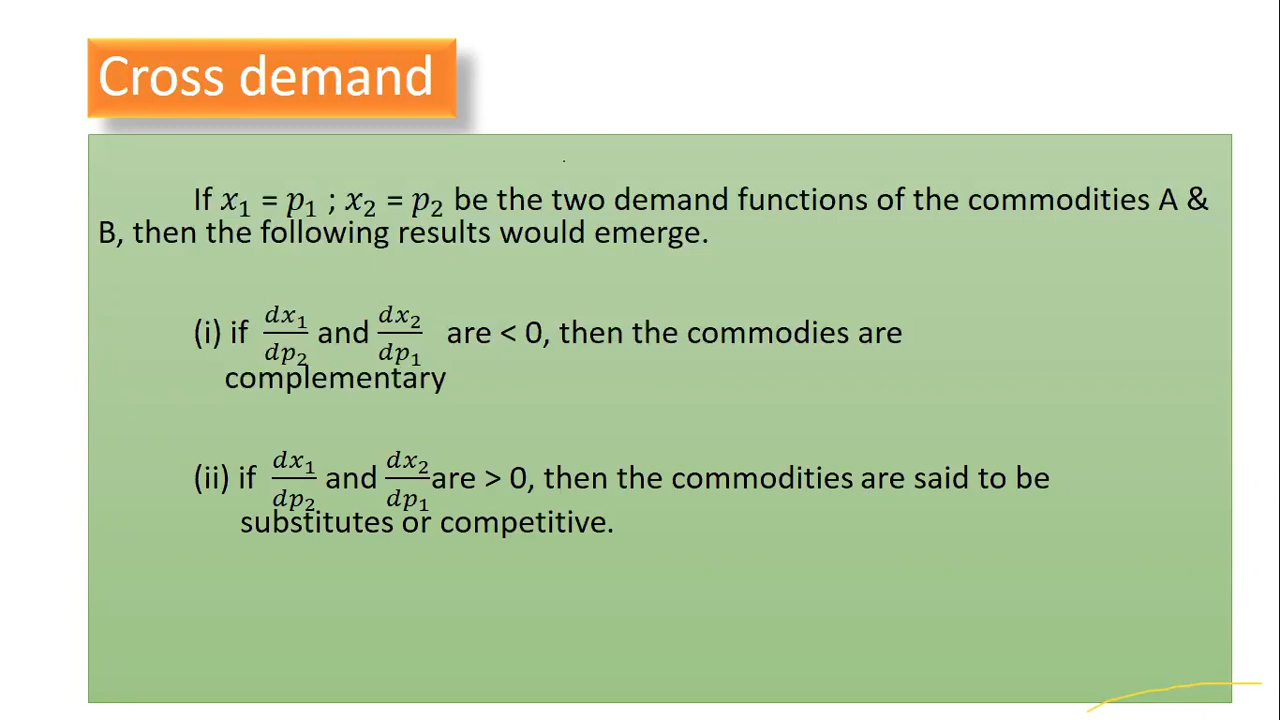 Cross demand
If x₁ = p₁ ; x₂ = p₂ be the two demand functions of the commodities A &
B, then the following results would emerge.
(i) if dx₁/dp₂ and dx₂/dp₁ are < 0, then the commodies are
complementary
(ii) if dx₁/dp₂ and dx₂/dp₁ are > 0, then the commodities are said to be
substitutes or competitive.